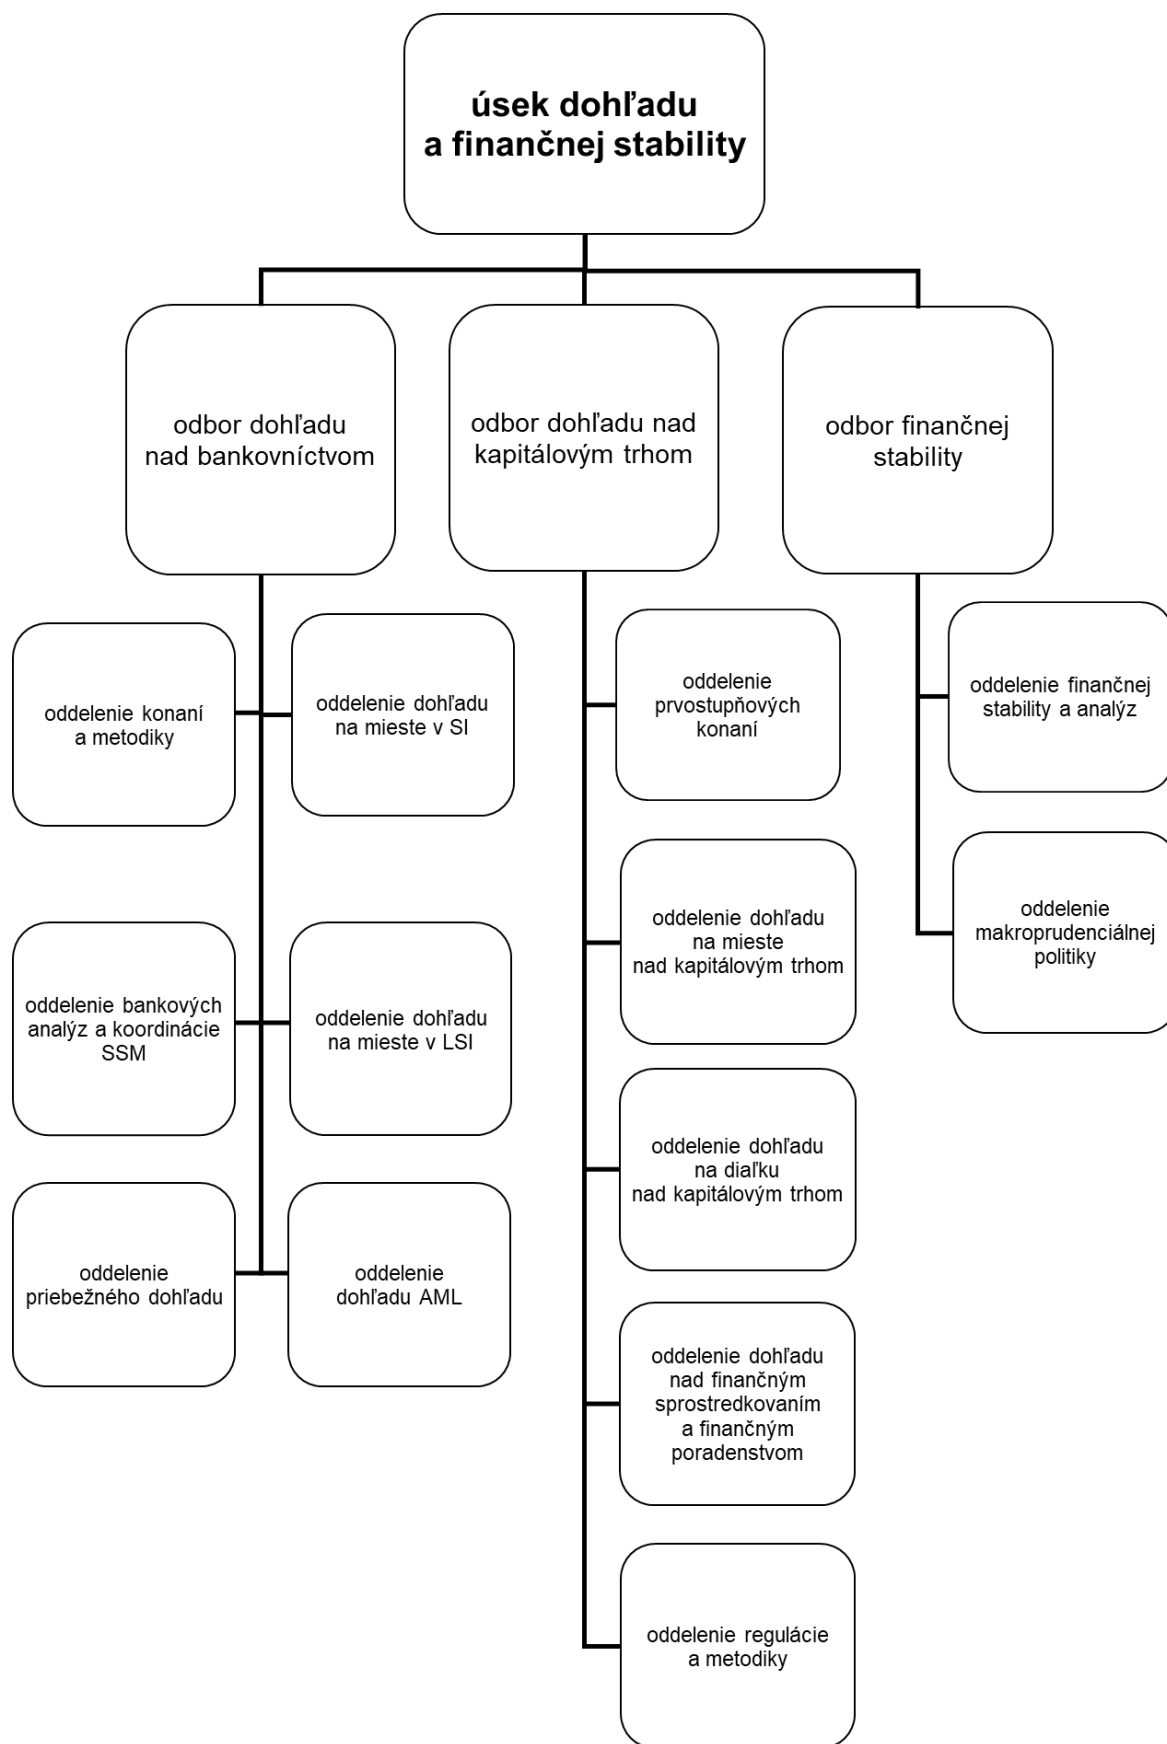 úsek dohľadu
a finančnej stability
odbor dohľadu
nad bankovníctvom
odbor dohľadu nad
kapitálovým trhom
odbor finančnej
stability
oddelenie konaní
a metodiky
oddelenie dohľadu
na mieste v SI
oddelenie
prvostupňových
konaní
oddelenie finančnej
stability a analýz
oddelenie bankových
analýz a koordinácie
SSM
oddelenie dohľadu
na mieste v LSI
oddelenie dohľadu
na mieste
nad kapitálovým trhom
oddelenie
makroprudenciálnej
politiky
oddelenie
priebežného dohľadu
oddelenie
dohľadu AML
oddelenie dohľadu
na diaľku
nad kapitálovým trhom
oddelenie dohľadu
nad finančným
sprostredkovaním
a finančným
poradenstvom
oddelenie regulácie
a metodiky